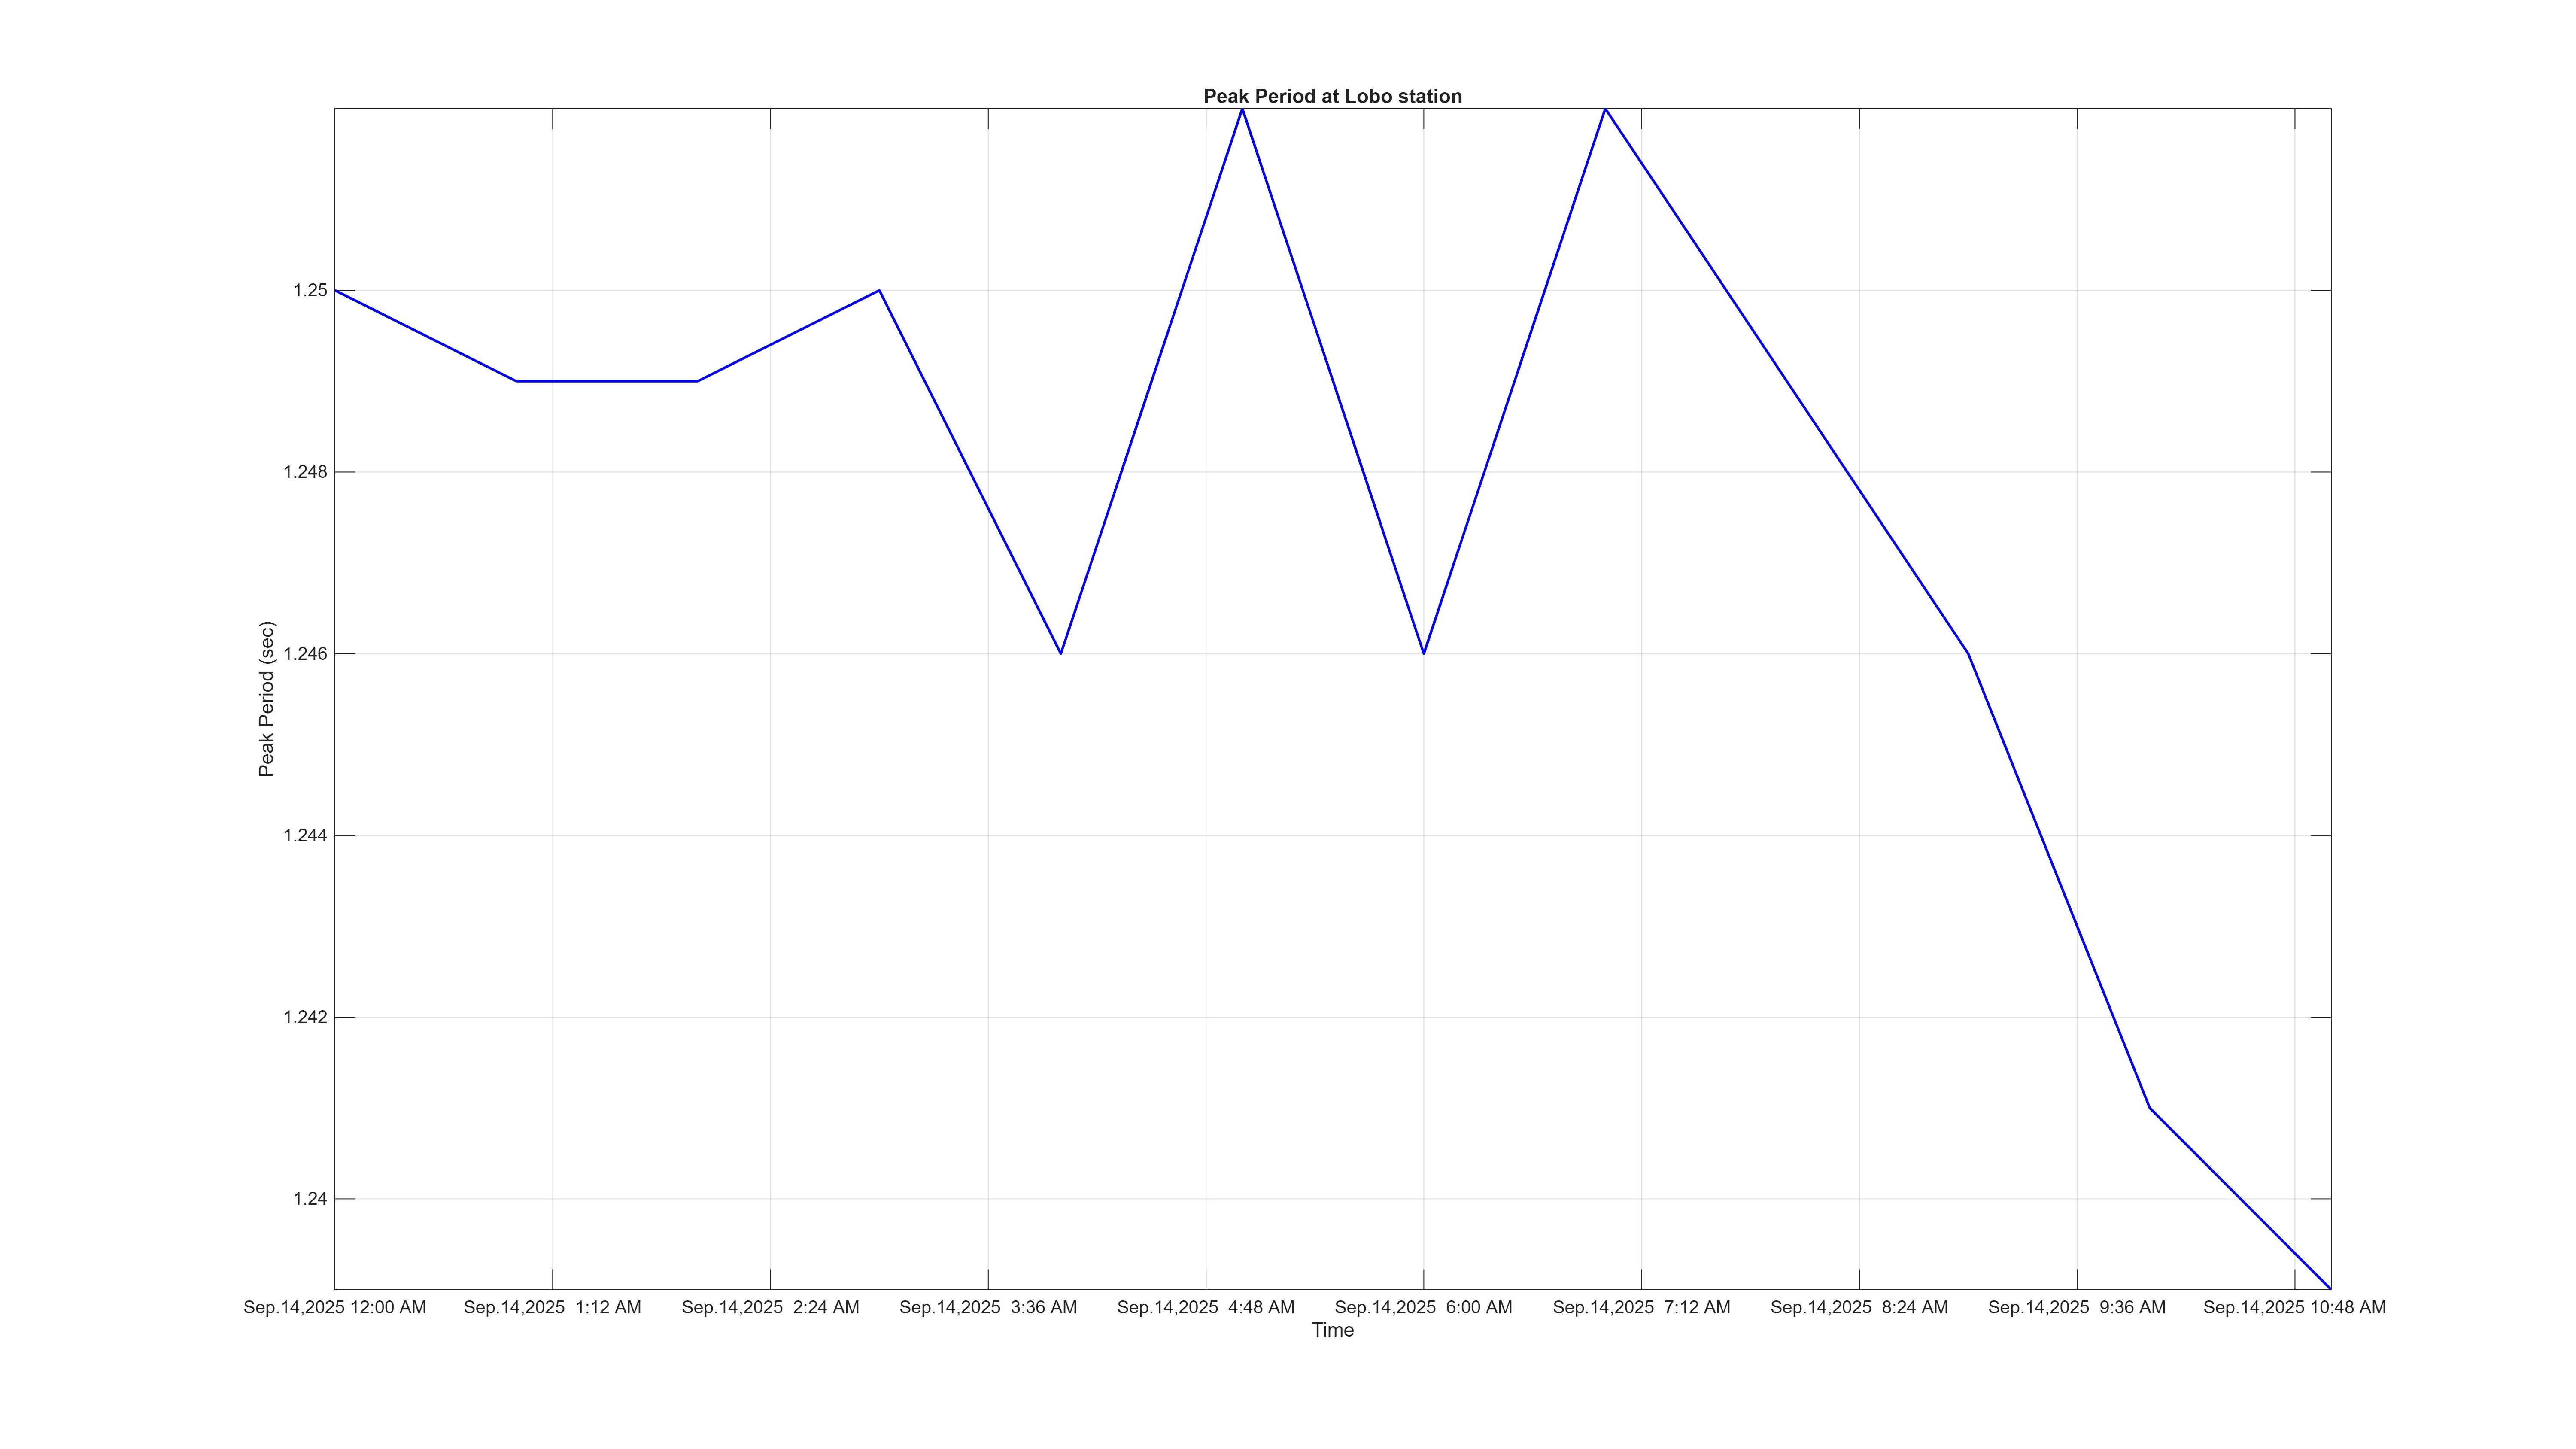 Peak Period at Lobo station
1.25
1.248
1.246
1.244
1.242
1.24
Peak Period (sec)
Sep.14,2025 12:00 AM
Sep.14,2025  1:12 AM
Sep.14,2025  2:24 AM
Sep.14,2025  3:36 AM
Sep.14,2025  4:48 AM
Sep.14,2025  6:00 AM
Sep.14,2025  7:12 AM
Sep.14,2025  8:24 AM
Sep.14,2025  9:36 AM
Sep.14,2025 10:48 AM
Time